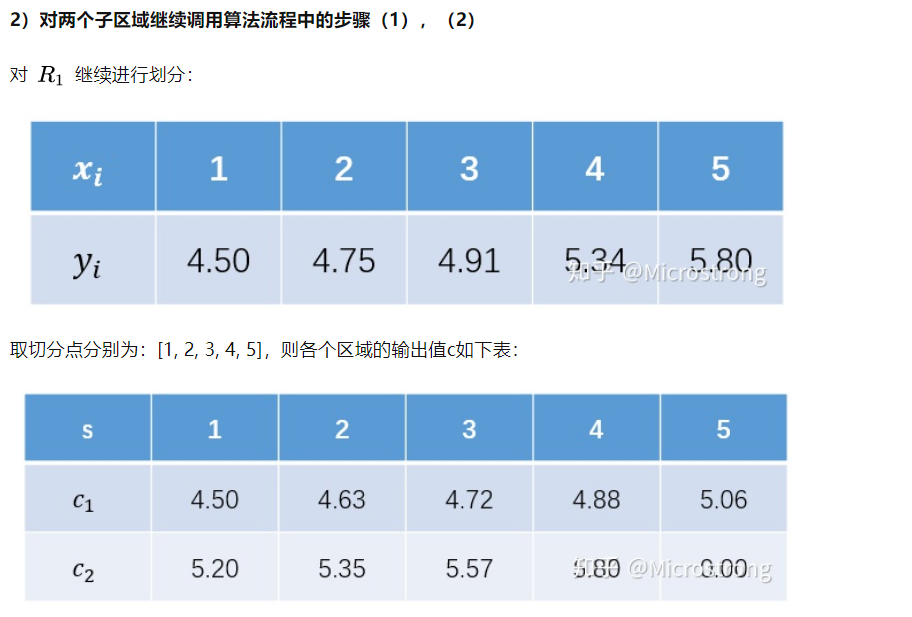 2）对两个子区域继续调用算法流程中的步骤（1），（2）
对 R₁ 继续进行划分：
xᵢ 1 2 3 4 5
yᵢ 4.50 4.75 4.91 5.34 5.80
知乎 @Microstrong
取切分点分别为：[1, 2, 3, 4, 5]，则各个区域的输出值c如下表：
s 1 2 3 4 5
c₁ 4.50 4.63 4.72 4.88 5.06
c₂ 5.20 5.35 5.57 5.80 0.00
知乎 @Microstrong